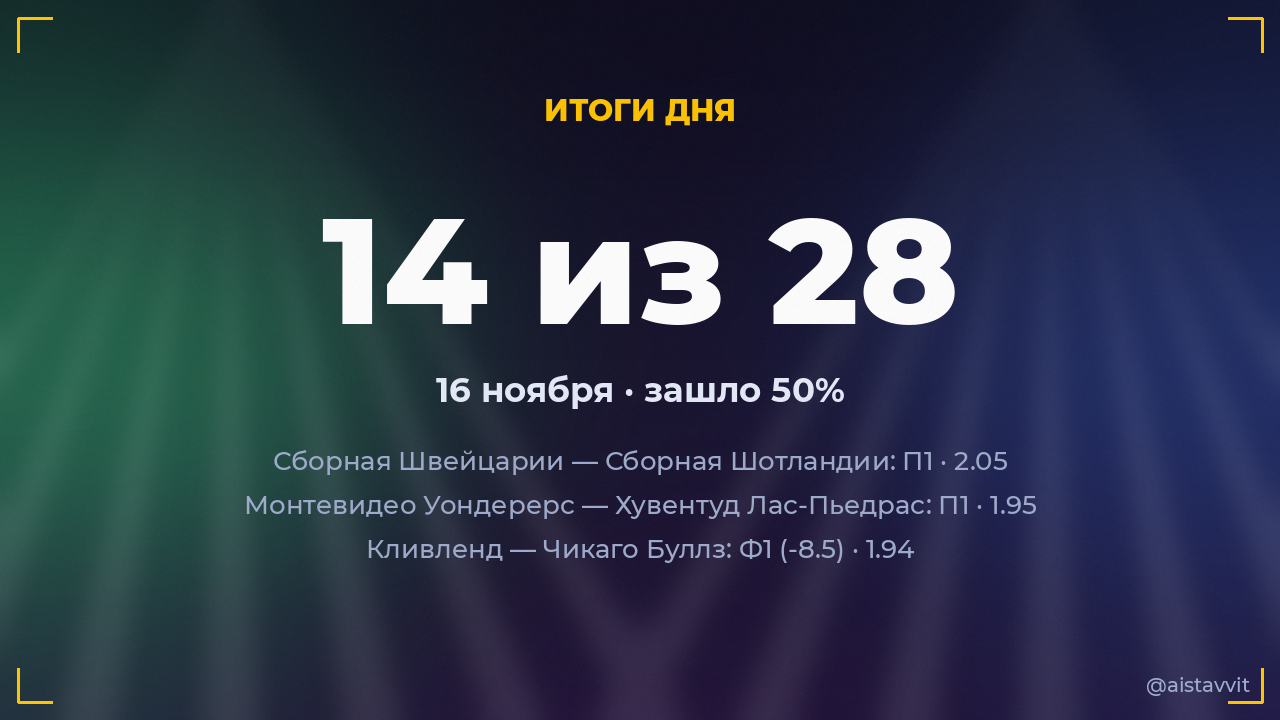 ИТОГИ ДНЯ
14 из 28
16 ноября · зашло 50%
Сборная Швейцарии — Сборная Шотландии: П1 · 2.05
Монтевидео Уондерерс — Хувентуд Лас-Пьедрас: П1 · 1.95
Кливленд — Чикаго Буллз: Ф1 (-8.5) · 1.94
@aistavvit